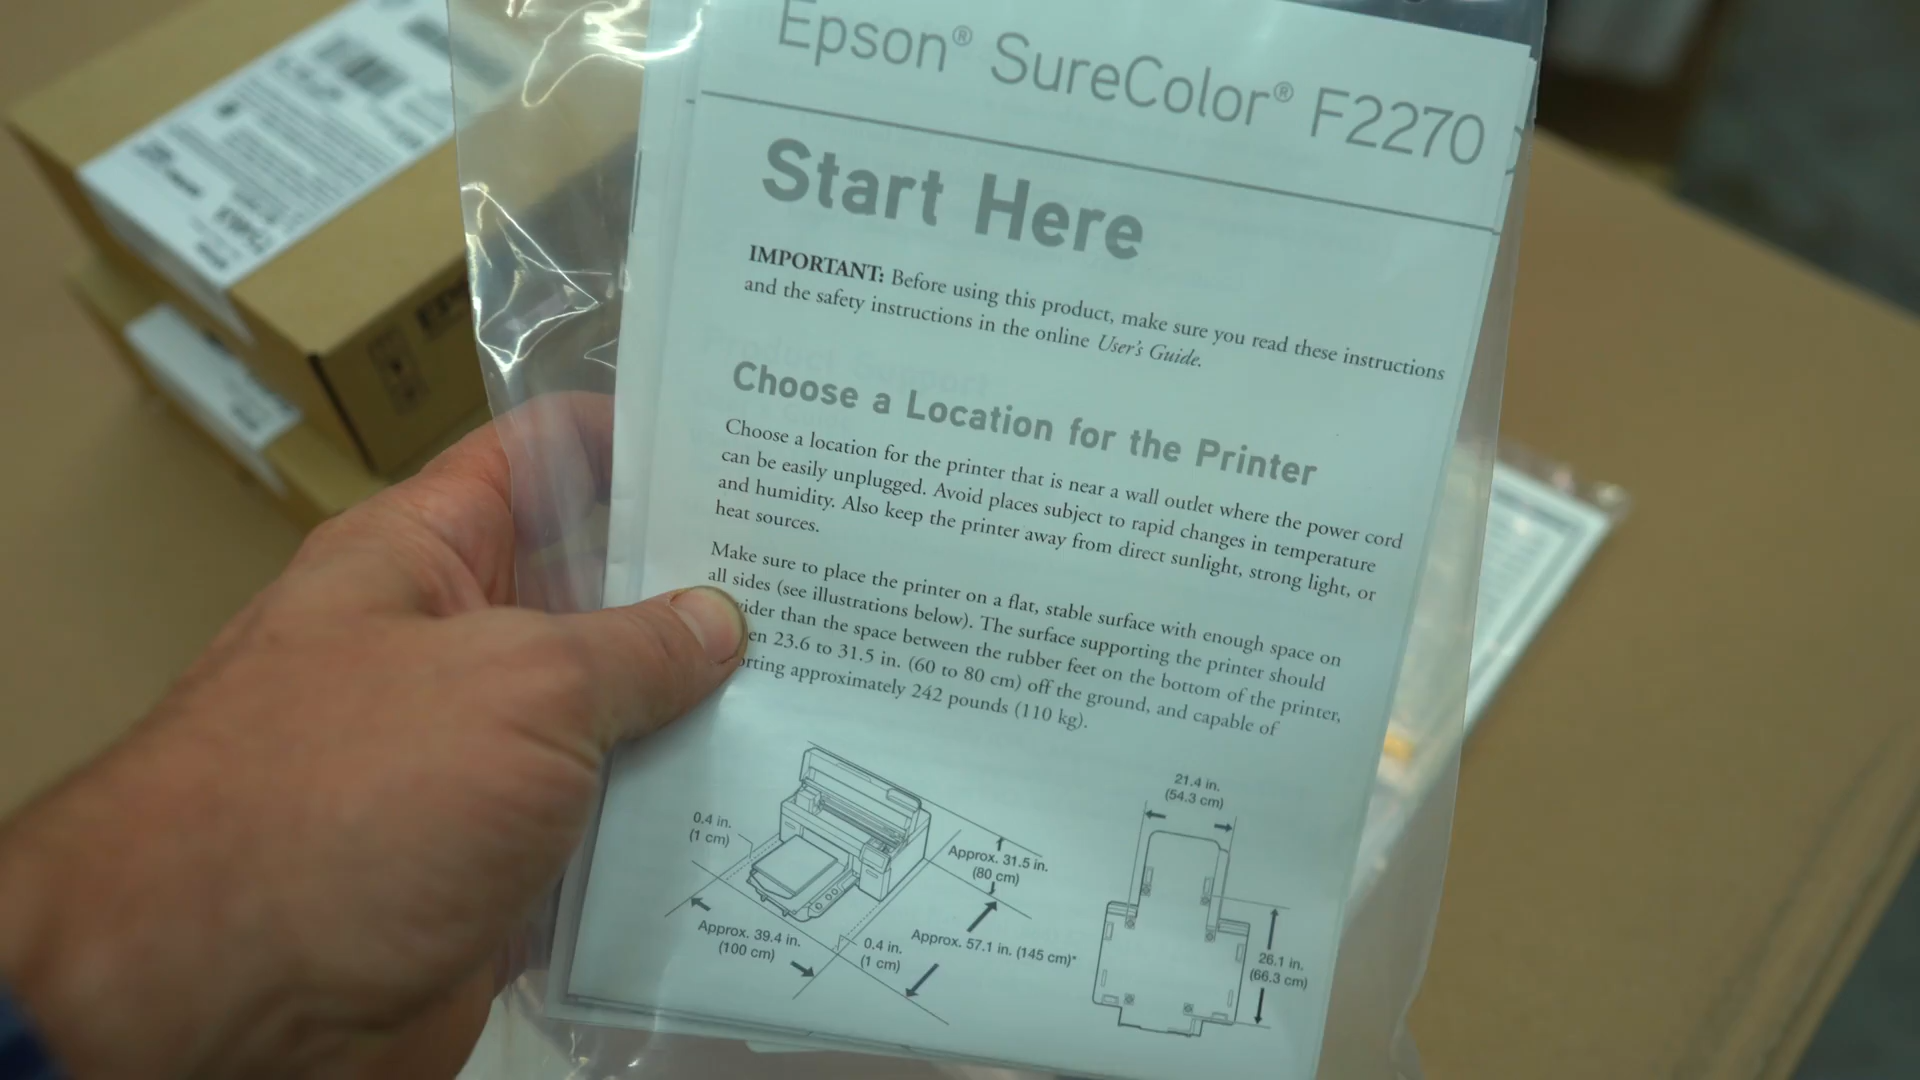 Epson® SureColor® F2270
Start Here
IMPORTANT: Before using this product, make sure you read these instructions
and the safety instructions in the online User's Guide.
Choose a Location for the Printer
Choose a location for the printer that is near a wall outlet where the power cord
can be easily unplugged. Avoid places subject to rapid changes in temperature
and humidity. Also keep the printer away from direct sunlight, strong light, or
heat sources.
Make sure to place the printer on a flat, stable surface with enough space on
all sides (see illustrations below). The surface supporting the printer should
than the space between the rubber feet on the bottom of the printer,
23.6 to 31.5 in. (60 to 80 cm) off the ground, and capable of
approximately 242 pounds (110 kg).
0.4 in.
(1 cm)
Approx. 31.5 in.
(80 cm)
Approx. 39.4 in.
(100 cm)
0.4 in.
(1 cm)
Approx. 57.1 in. (145 cm)*
21.4 in.
(54.3 cm)
26.1 in.
(66.3 cm)